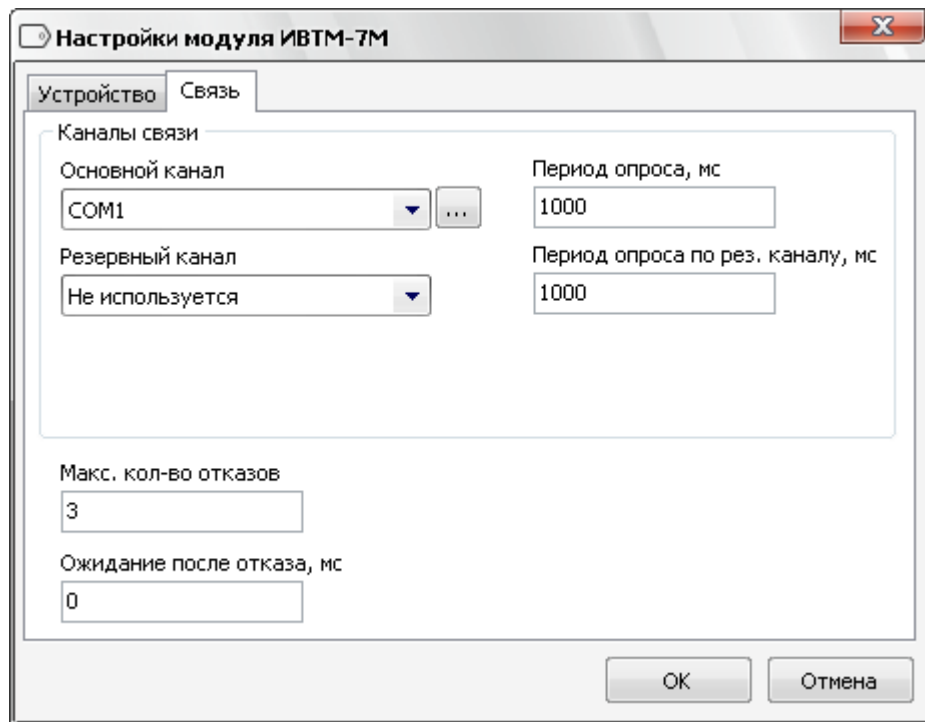 Настройки модуля ИВТМ-7М
Устройство Связь
Каналы связи
Основной канал Период опроса, мс
COM1 ... 1000
Резервный канал Период опроса по рез. каналу, мс
Не используется 1000
Макс. кол-во отказов
3
Ожидание после отказа, мс
0
OK Отмена